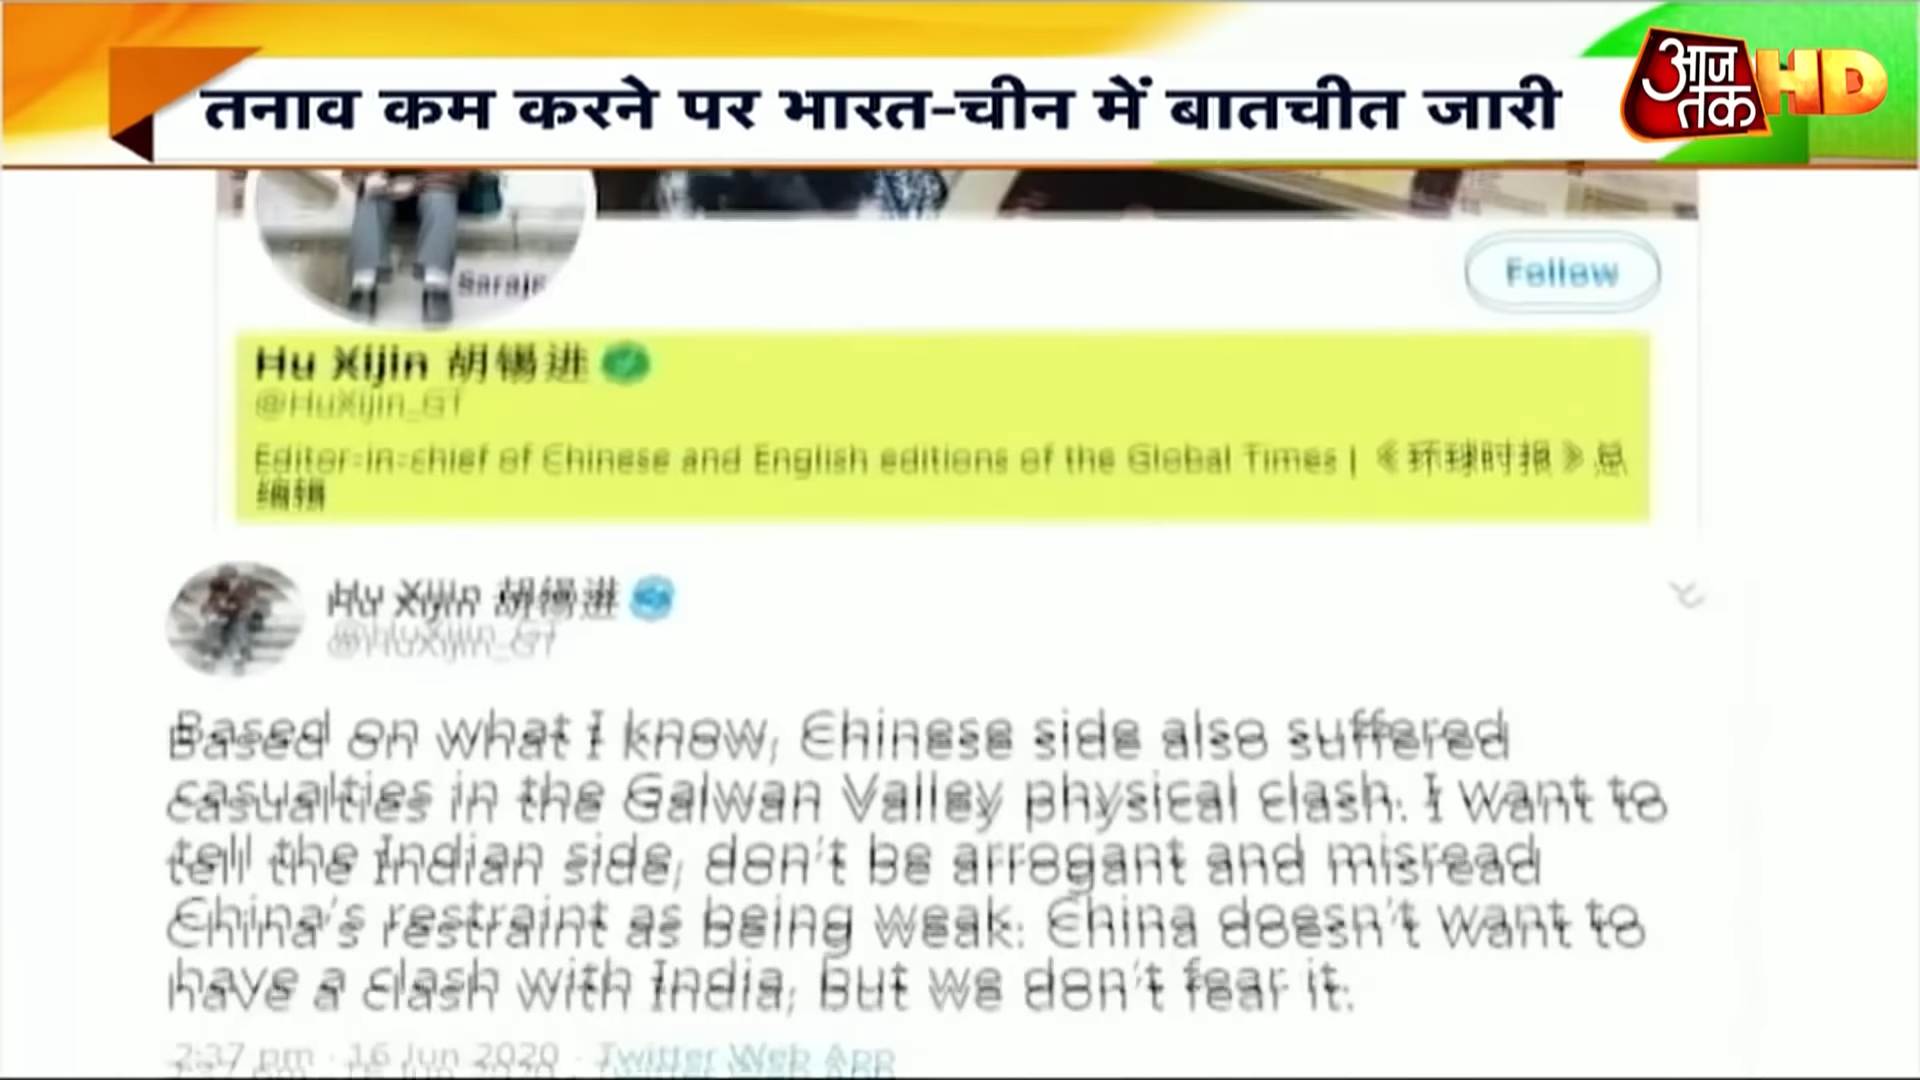 तनाव कम करने पर भारत-चीन में बातचीत जारी
आज
तक
HD
Follow
Hu Xijin 胡锡进
@HuXijin_GT
Editor-in-chief of Chinese and English editions of the Global Times | 《环球时报》总
编辑
Hu Xijin 胡锡进
@HuXijin_GT
Based on what I know, Chinese side also suffered
casualties in the Galwan Valley physical clash. I want to
tell the Indian side, don't be arrogant and misread
China's restraint as being weak. China doesn't want to
have a clash with India, but we don't fear it.
2:37 pm · 16 Jun 2020 · Twitter Web App